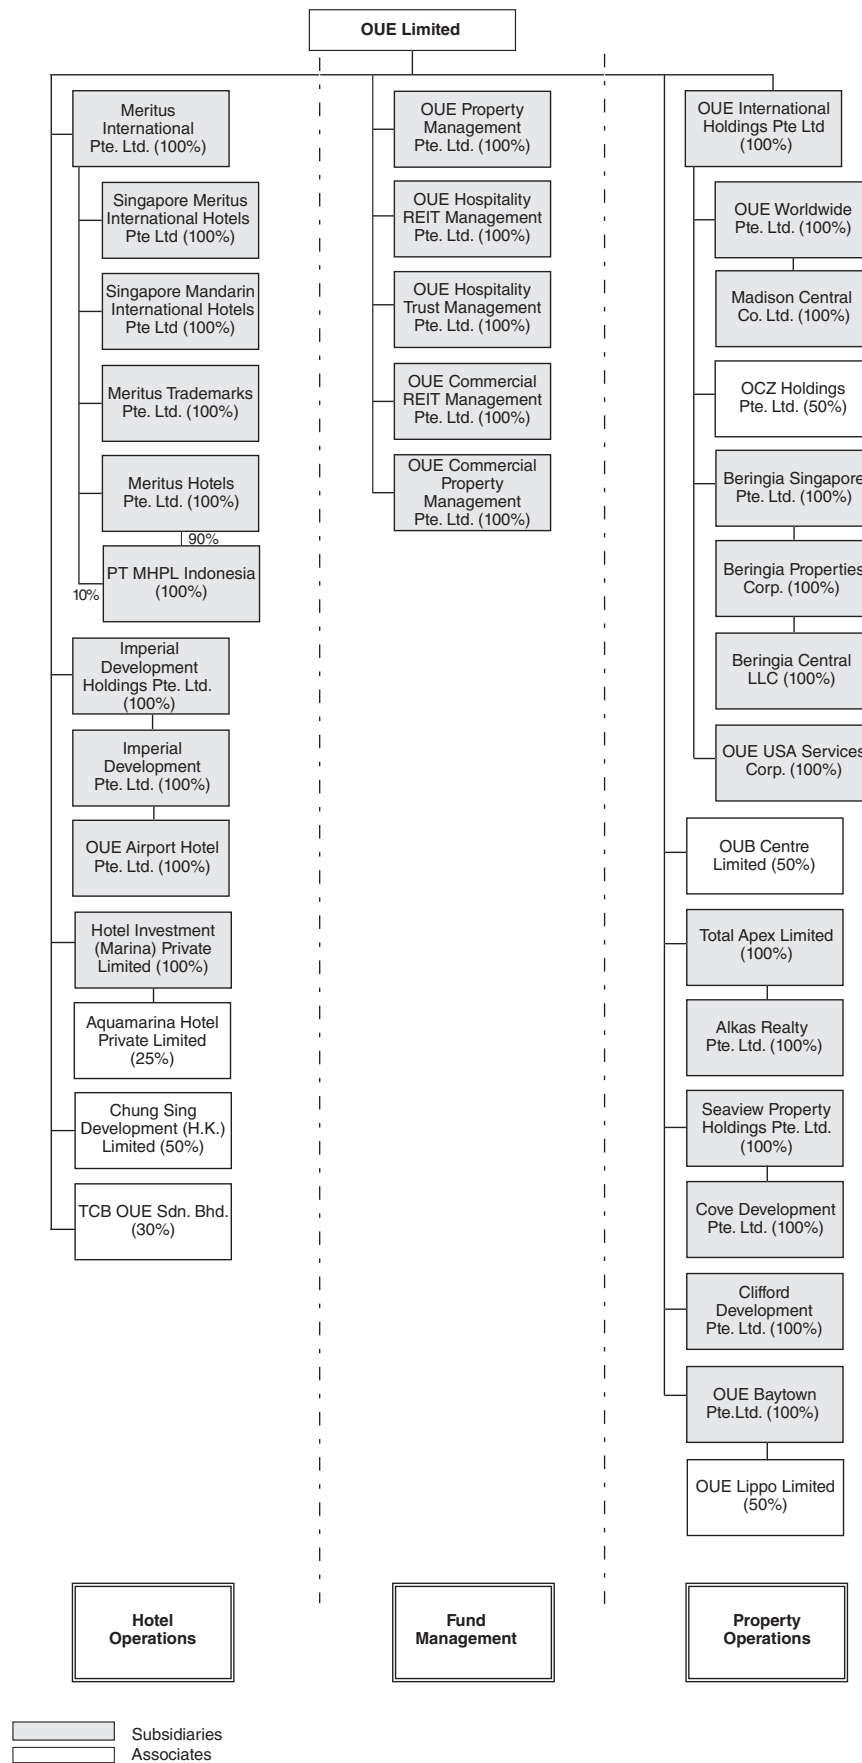 OUE Limited
Meritus
International
Pte. Ltd. (100%)
Singapore Meritus
International Hotels
Pte Ltd (100%)
Singapore Mandarin
International Hotels
Pte Ltd (100%)
Meritus Trademarks
Pte. Ltd. (100%)
Meritus Hotels
Pte. Ltd. (100%)
90%
PT MHPL Indonesia
(100%)
10%
Imperial
Development
Holdings Pte. Ltd.
(100%)
Imperial
Development
Pte. Ltd. (100%)
OUE Airport Hotel
Pte. Ltd. (100%)
Hotel Investment
(Marina) Private
Limited (100%)
Aquamarina Hotel
Private Limited
(25%)
Chung Sing
Development (H.K.)
Limited (50%)
TCB OUE Sdn. Bhd.
(30%)
Hotel
Operations
OUE Property
Management
Pte. Ltd. (100%)
OUE Hospitality
REIT Management
Pte. Ltd. (100%)
OUE Hospitality
Trust Management
Pte. Ltd. (100%)
OUE Commercial
REIT Management
Pte. Ltd. (100%)
OUE Commercial
Property
Management
Pte. Ltd. (100%)
Fund
Management
OUE International
Holdings Pte Ltd
(100%)
OUE Worldwide
Pte. Ltd. (100%)
Madison Central
Co. Ltd. (100%)
OCZ Holdings
Pte. Ltd. (50%)
Beringia Singapore
Pte. Ltd. (100%)
Beringia Properties
Corp. (100%)
Beringia Central
LLC (100%)
OUE USA Services
Corp. (100%)
OUB Centre
Limited (50%)
Total Apex Limited
(100%)
Alkas Realty
Pte. Ltd. (100%)
Seaview Property
Holdings Pte. Ltd.
(100%)
Cove Development
Pte. Ltd. (100%)
Clifford
Development
Pte. Ltd. (100%)
OUE Baytown
Pte.Ltd. (100%)
OUE Lippo Limited
(50%)
Property
Operations
Subsidiaries
Associates